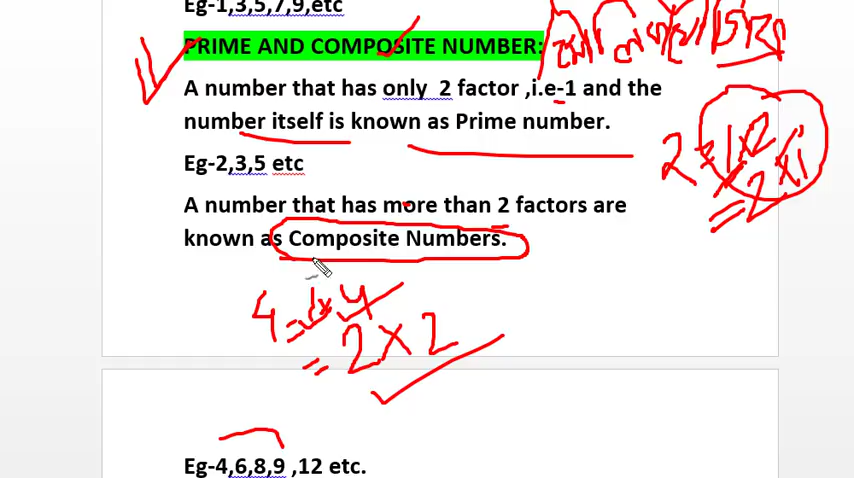 Eg-1,3,5,7,9,etc
PRIME AND COMPOSITE NUMBER:
A number that has only 2 factor ,i.e-1 and the
number itself is known as Prime number.
2 = 1 x 2
= 2 x 1
Eg-2,3,5 etc
A number that has more than 2 factors are
known as Composite Numbers.
4 = 1 x 4
= 2 x 2
Eg-4,6,8,9 ,12 etc.